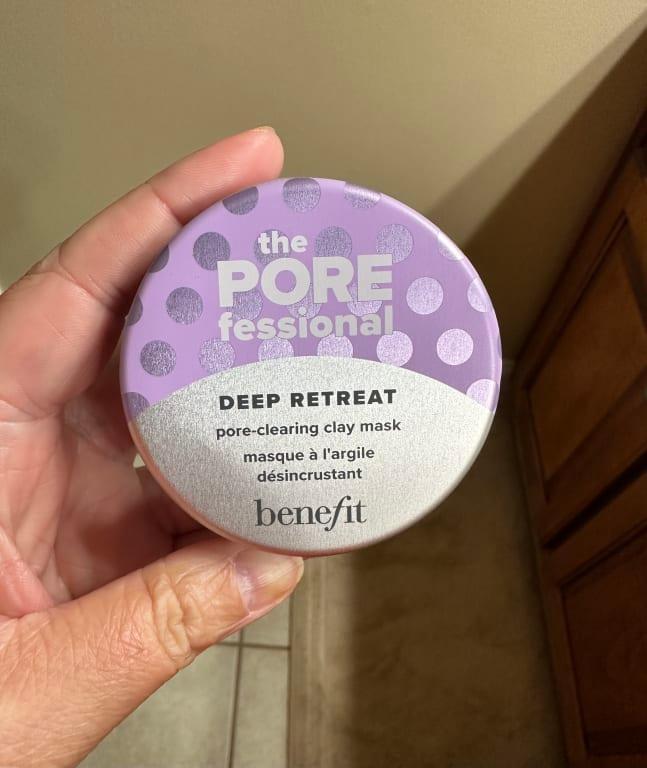 the
PORE
fessional
DEEP RETREAT
pore-clearing clay mask
masque à l'argile
désincrustant
benefit